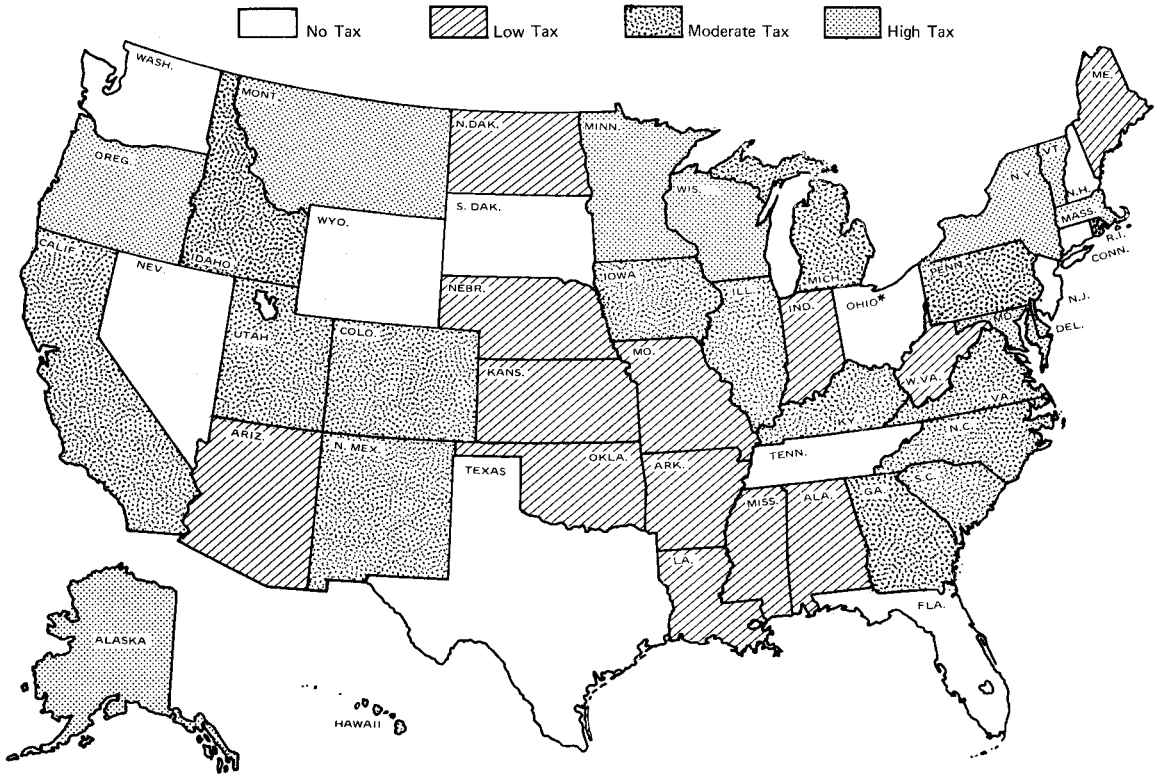 No Tax
Low Tax
Moderate Tax
High Tax
WASH.
MONT.
N.DAK.
MINN.
ME.
OREG.
VT.
N.Y.
N.H.
WIS.
S. DAK.
WYO.
MASS.
R.I.
CONN.
CALIF.
DAHO
NEV.
IOWA
MICH.
PENN.
NEBR.
ILL.
IND.
OHIO*
N.J.
MD.
DEL.
UTAH
COLO.
MO.
KANS.
W.VA.
VA.
KY.
ARIZ.
N. MEX.
N.C.
TENN.
OKLA.
ARK.
TEXAS
S.C.
MISS.
ALA.
GA.
LA.
FLA.
ALASKA
HAWAII